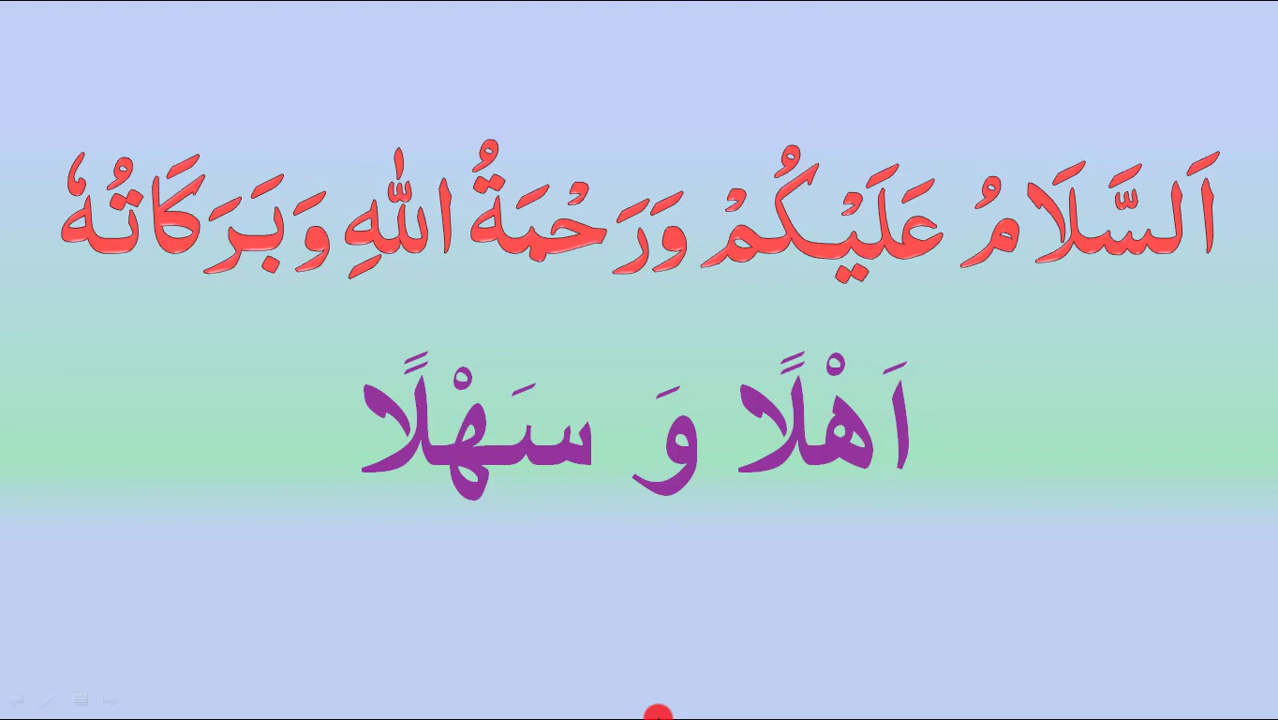 اَلسَّلَامُ عَلَيْكُمْ وَرَحْمَةُ اللّٰهِ وَبَرَكَاتُهٗ
اَهْلًا وَ سَهْلًا